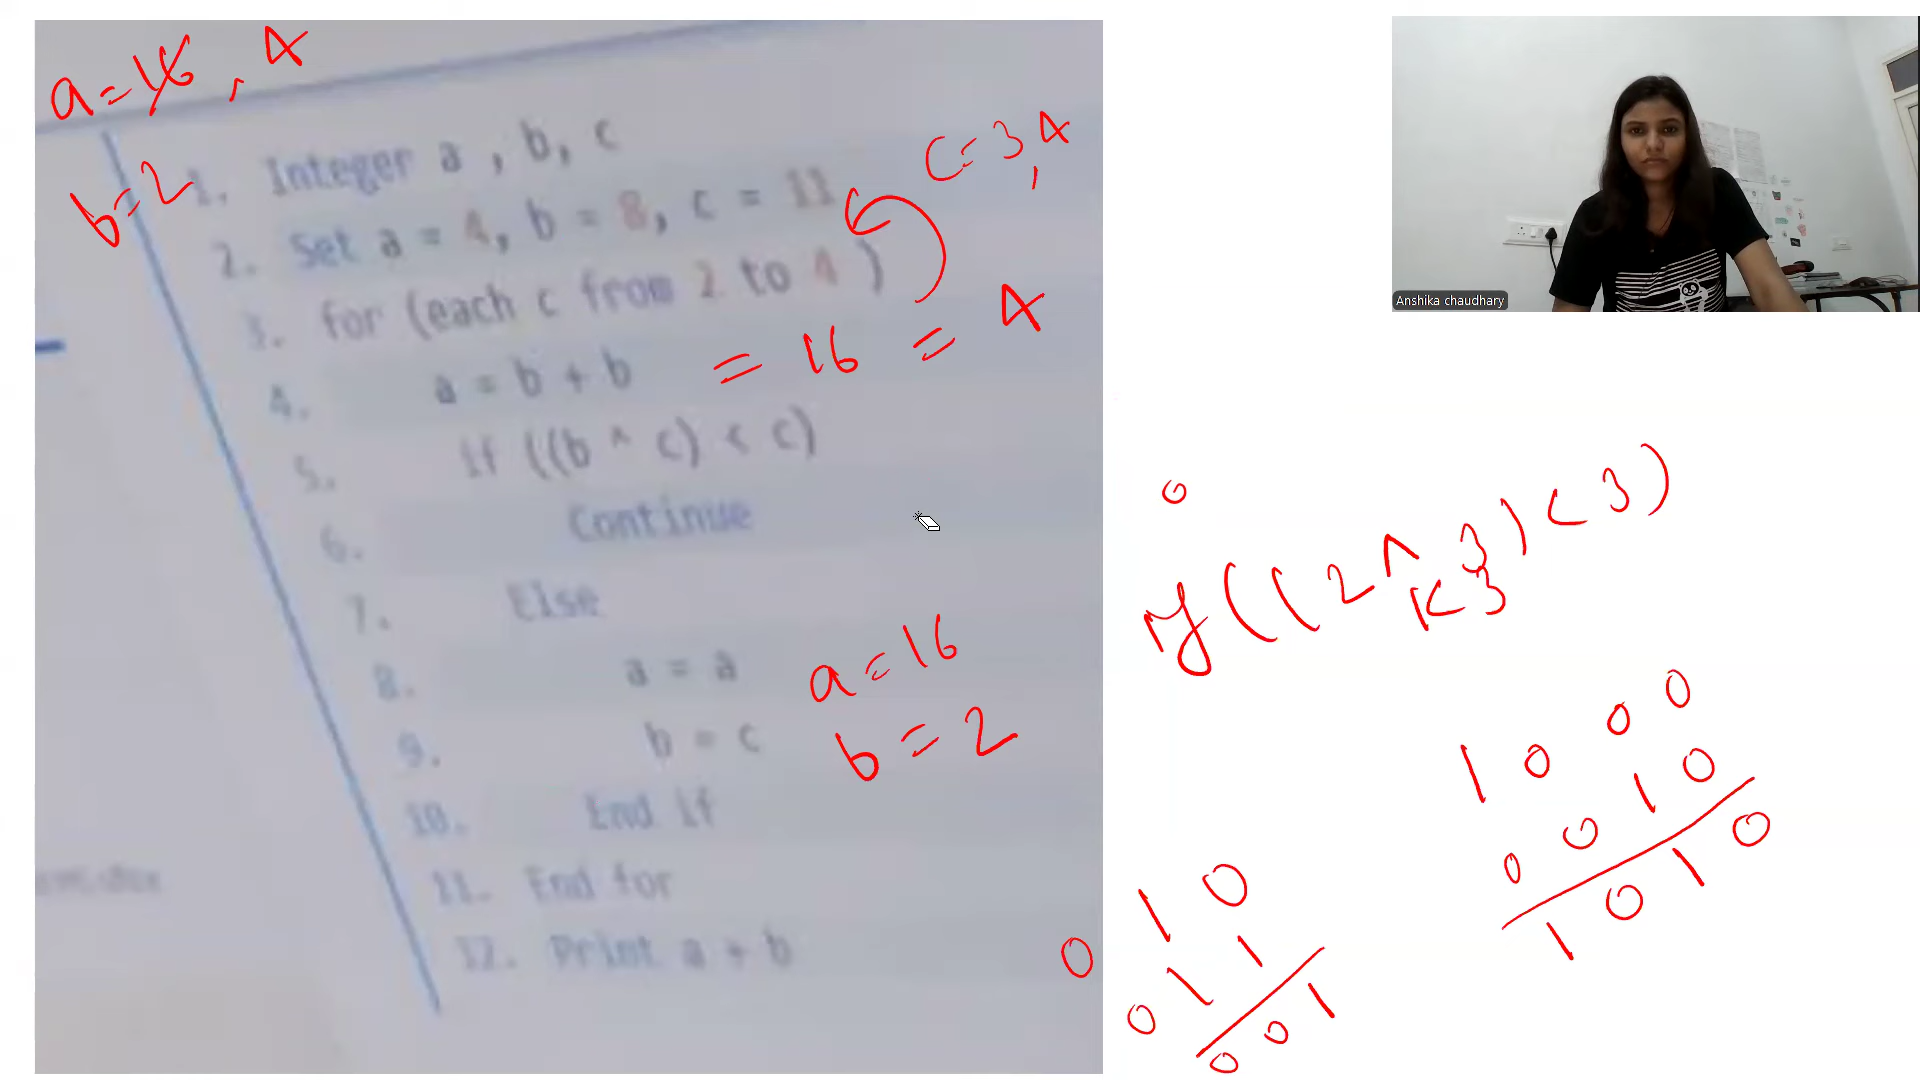 a=16, 4
b=2
c=3,4
1. Integer a , b, c
2. Set a = 4, b = 8, c = 11
3. for (each c from 2 to 4 )
4. a = b + b
= 16 = 4
5. if ((b ^ c) < c)
6. Continue
7. Else
8. a = a
a=16
9. b = c
b=2
10. End if
11. End for
12. Print a + b
0
Anshika chaudhary
0
if((2^3)<3)
1<3
1 0 0 0
0 0 1 0
1 0 1 0
1 0
0 1 1
0 0 1